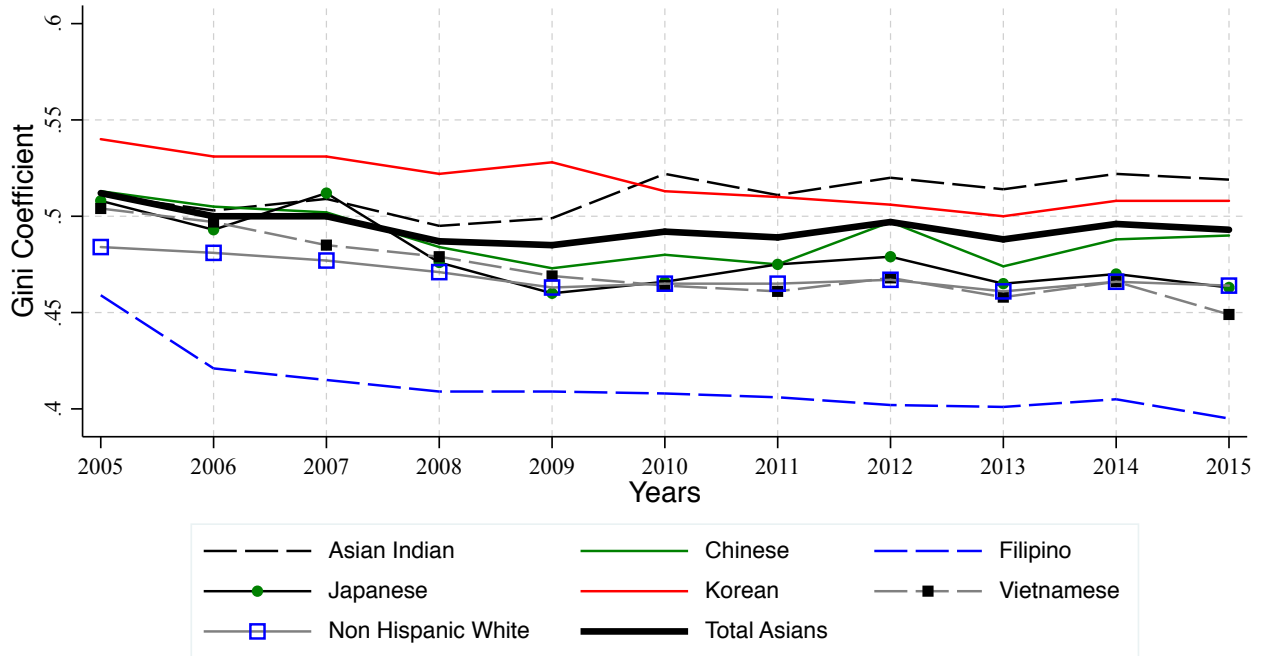 .6
.55
.5
.45
.4
Gini Coefficient
2005 2006 2007 2008 2009 2010 2011 2012 2013 2014 2015
Years
Asian Indian Chinese Filipino
Japanese Korean Vietnamese
Non Hispanic White Total Asians